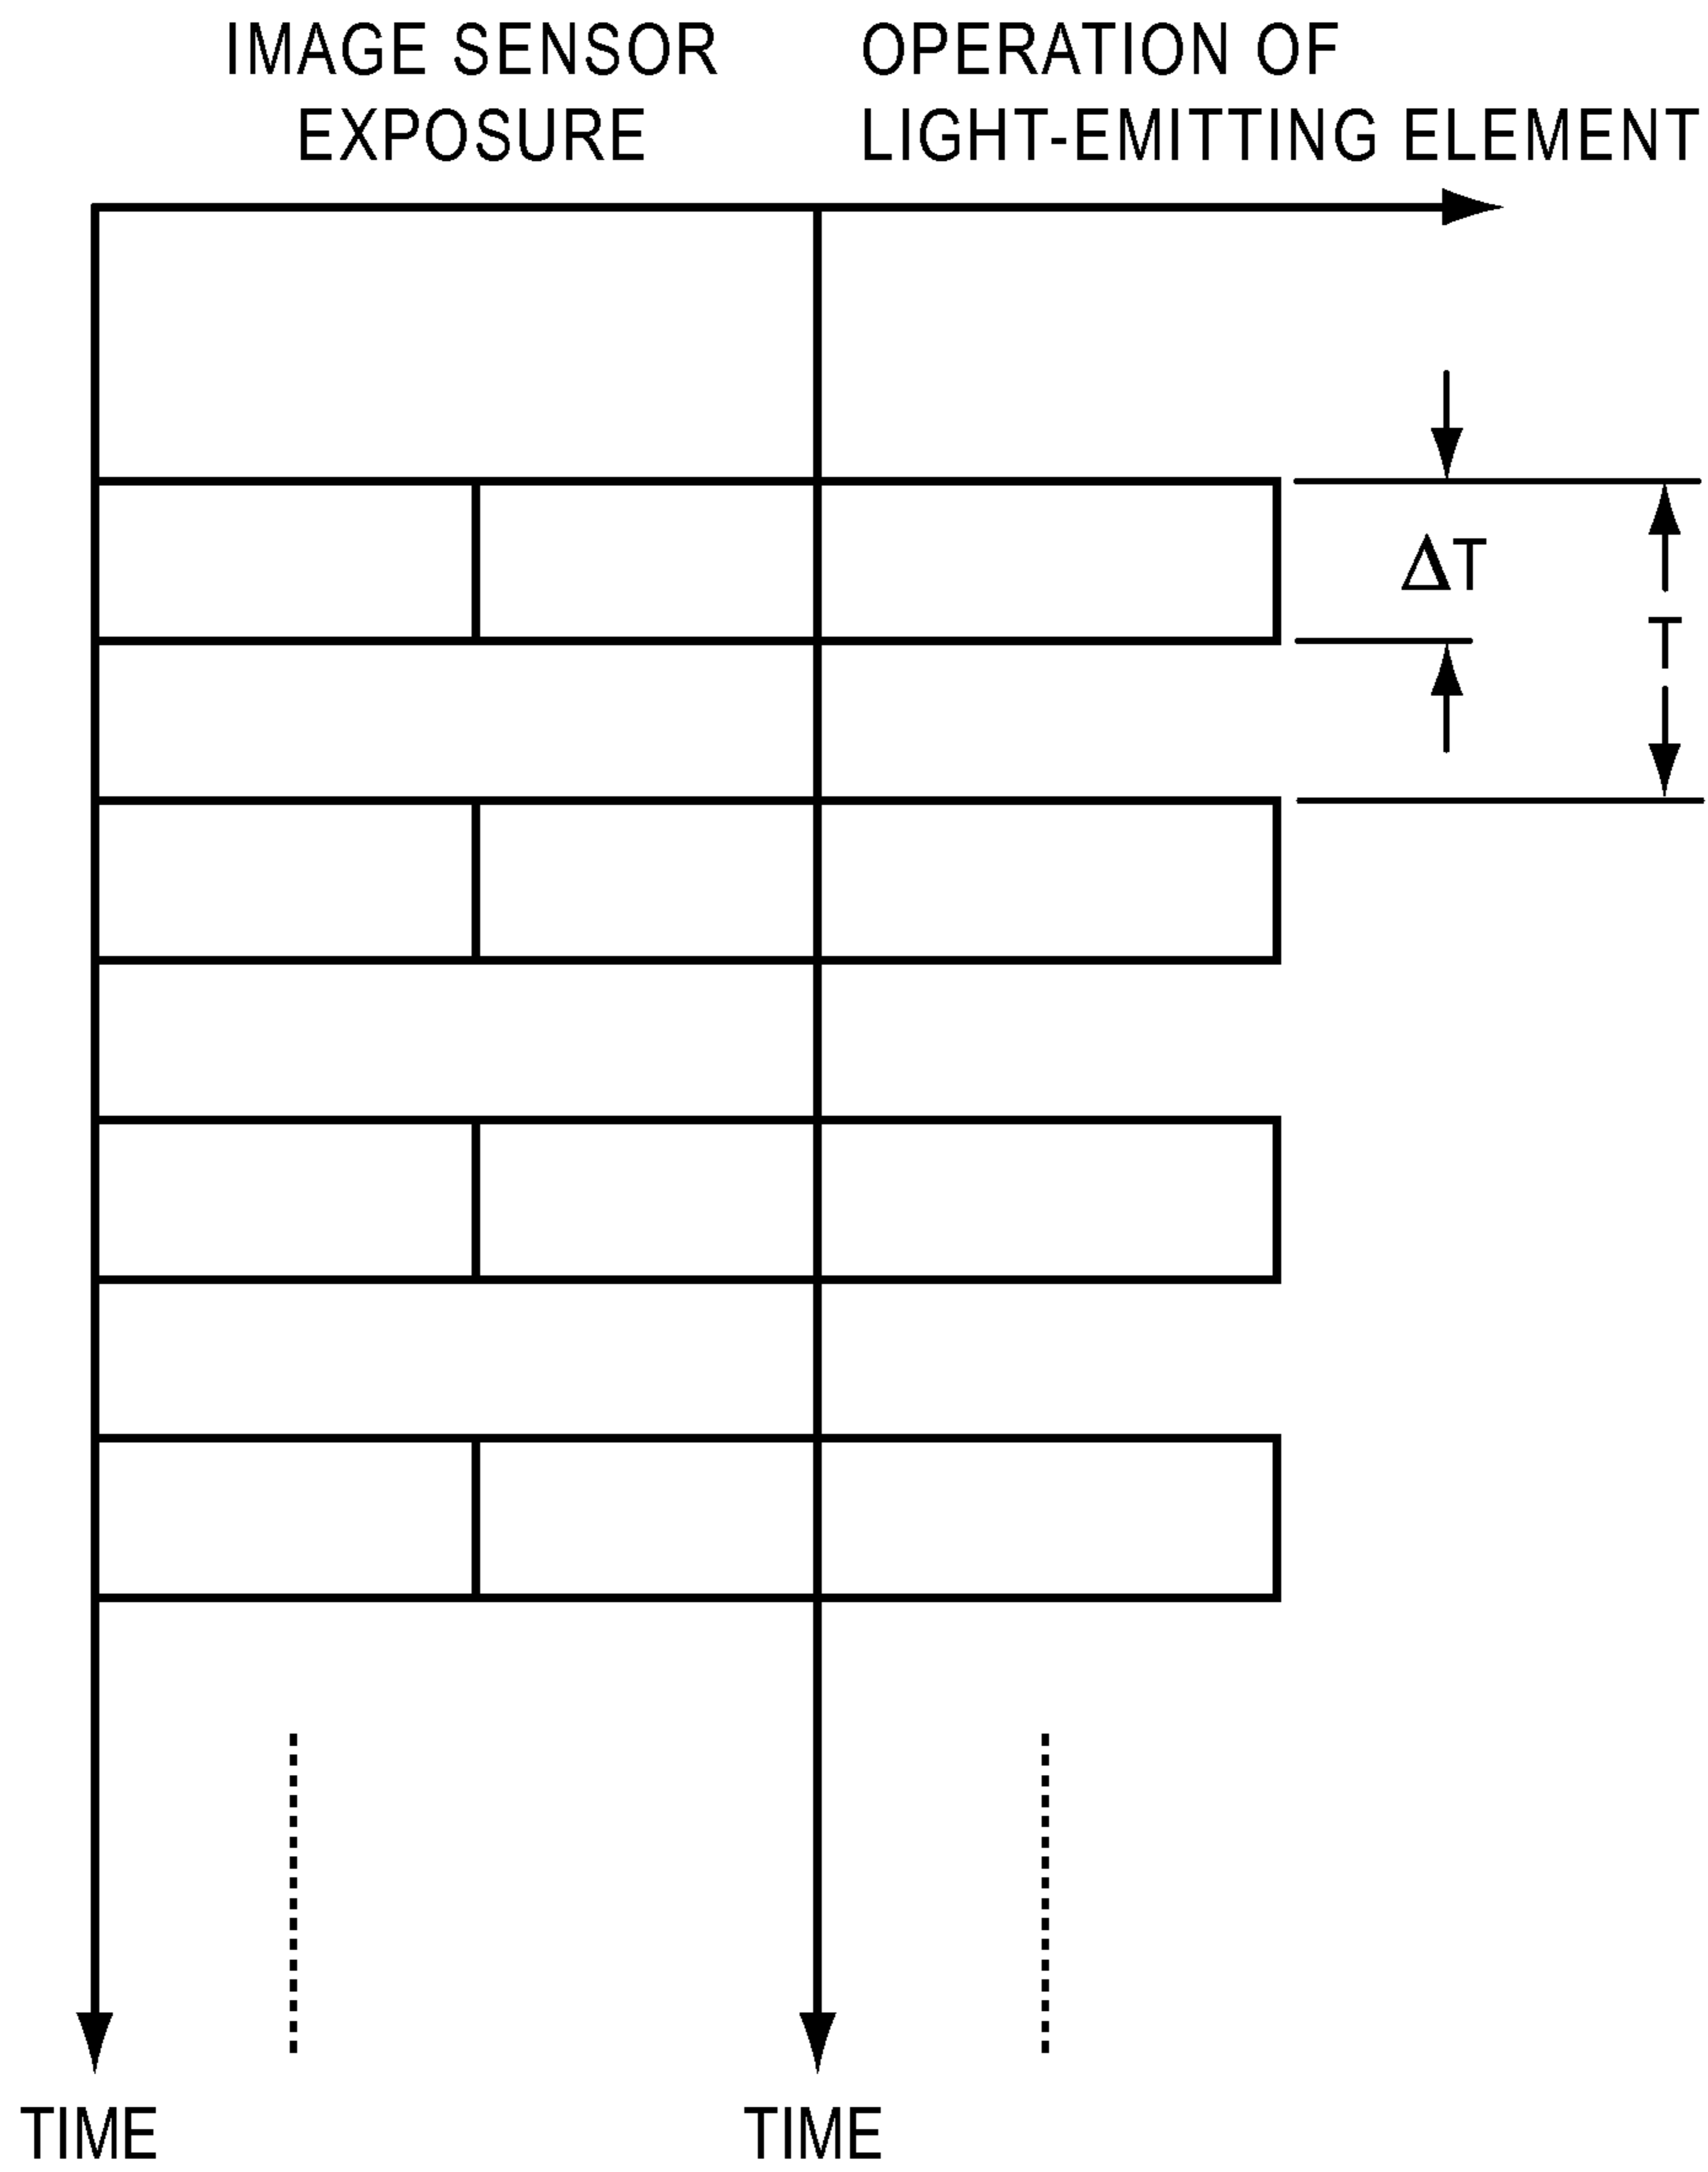 IMAGE SENSOR
EXPOSURE
OPERATION OF
LIGHT-EMITTING ELEMENT
ΔT
T
TIME
TIME